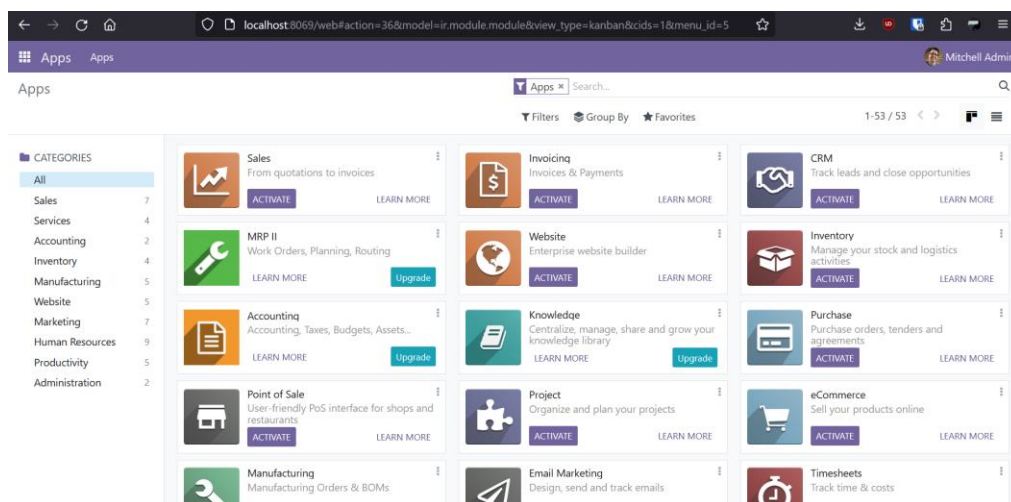 localhost:8069/web#action=36&model=ir.module.module&view_type=kanban&cids=1&menu_id=5
Apps Apps
Mitchell Admin
Apps
Apps × Search...
Filters Group By Favorites
1-53 / 53
CATEGORIES
All
Sales 7
Services 4
Accounting 2
Inventory 4
Manufacturing 5
Website 5
Marketing 7
Human Resources 9
Productivity 5
Administration 2
Sales
From quotations to invoices
ACTIVATE LEARN MORE
Invoicing
Invoices & Payments
ACTIVATE LEARN MORE
CRM
Track leads and close opportunities
ACTIVATE LEARN MORE
MRP II
Work Orders, Planning, Routing
LEARN MORE Upgrade
Website
Enterprise website builder
ACTIVATE LEARN MORE
Inventory
Manage your stock and logistics
activities
ACTIVATE LEARN MORE
Accounting
Accounting, Taxes, Budgets, Assets...
LEARN MORE Upgrade
Knowledge
Centralize, manage, share and grow your
knowledge library
LEARN MORE Upgrade
Purchase
Purchase orders, tenders and
agreements
ACTIVATE LEARN MORE
Point of Sale
User-friendly PoS interface for shops and
restaurants
ACTIVATE LEARN MORE
Project
Organize and plan your projects
ACTIVATE LEARN MORE
eCommerce
Sell your products online
ACTIVATE LEARN MORE
Manufacturing
Manufacturing Orders & BOMs
Email Marketing
Design, send and track emails
Timesheets
Track time & costs